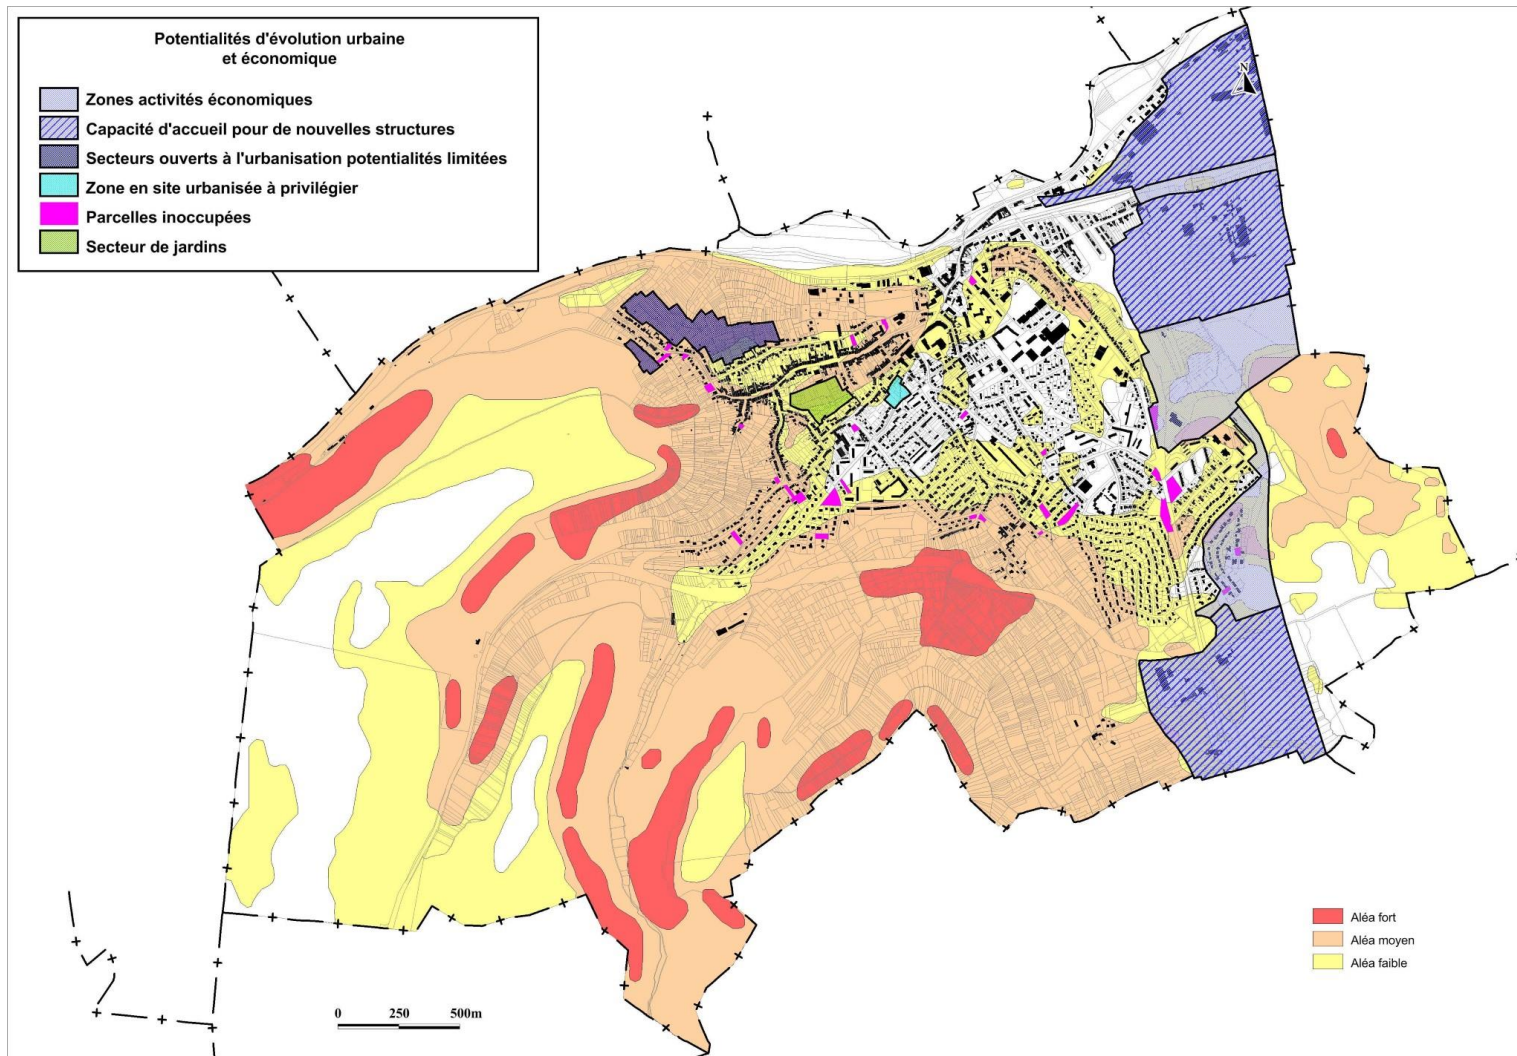 Potentialités d'évolution urbaine
et économique
Zones activités économiques
Capacité d'accueil pour de nouvelles structures
Secteurs ouverts à l'urbanisation potentialités limitées
Zone en site urbanisée à privilégier
Parcelles inoccupées
Secteur de jardins
N
Aléa fort
Aléa moyen
Aléa faible
0 250 500m